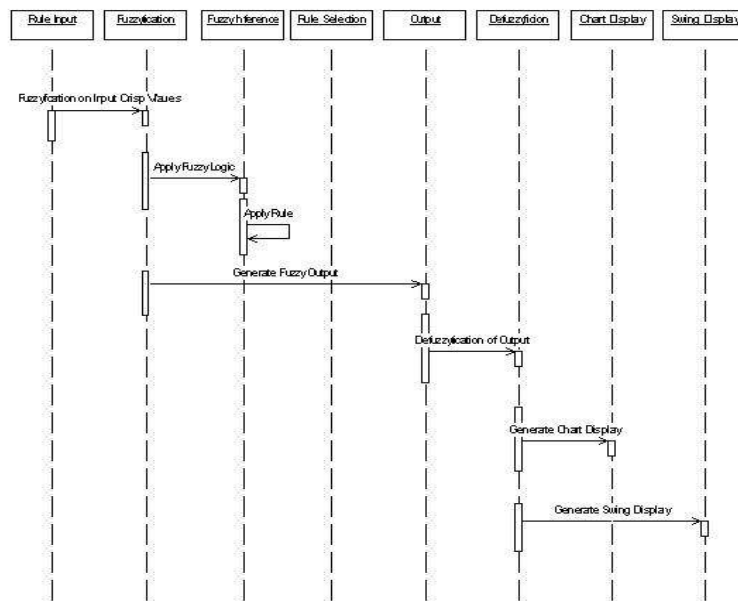 Rule Input
Fuzzyfication
Fuzzy Inference
Rule Selection
Output
Defuzzyficion
Chart Display
Swing Display
Fuzzyfication on Input Crisp Values
Apply Fuzzy Logic
Apply Rule
Generate Fuzzy Output
Defuzzyfication of Output
Generate Chart Display
Generate Swing Display